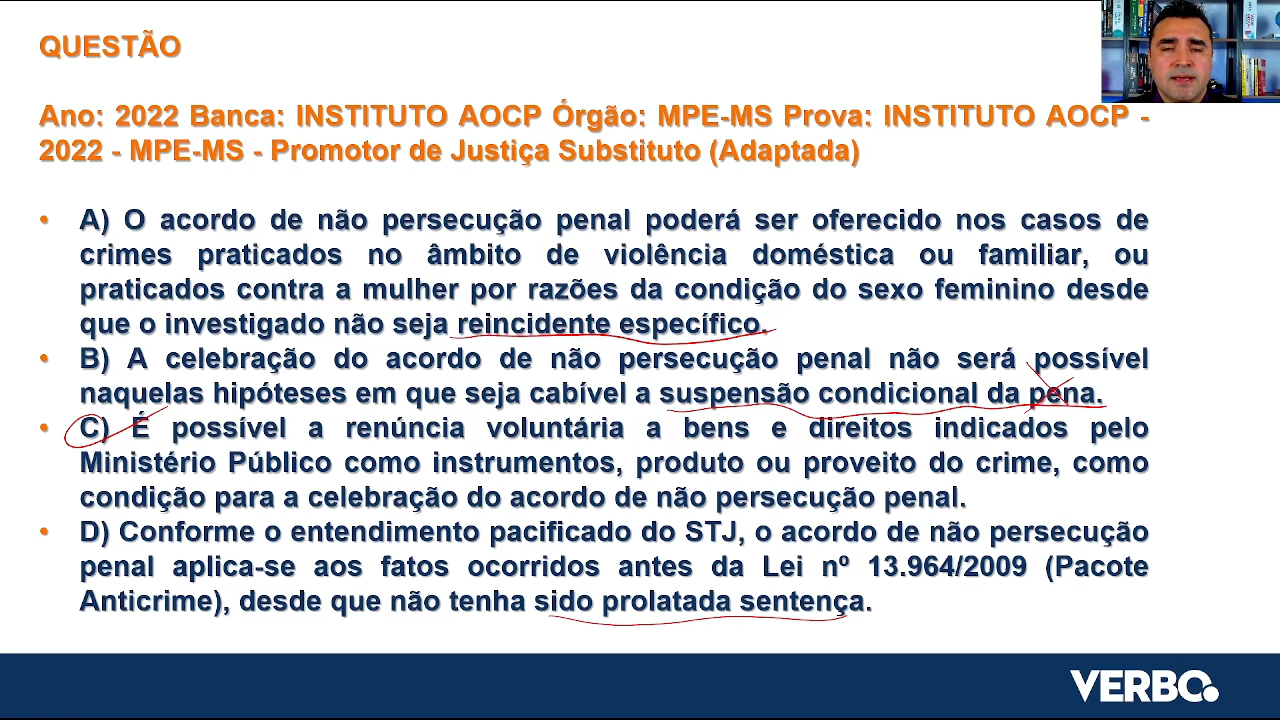 QUESTÃO
Ano: 2022 Banca: INSTITUTO AOCP Órgão: MPE-MS Prova: INSTITUTO AOCP -
2022 - MPE-MS - Promotor de Justiça Substituto (Adaptada)
• A) O acordo de não persecução penal poderá ser oferecido nos casos de
crimes praticados no âmbito de violência doméstica ou familiar, ou
praticados contra a mulher por razões da condição do sexo feminino desde
que o investigado não seja reincidente específico.
• B) A celebração do acordo de não persecução penal não será possível
naquelas hipóteses em que seja cabível a suspensão condicional da pena.
• C) É possível a renúncia voluntária a bens e direitos indicados pelo
Ministério Público como instrumentos, produto ou proveito do crime, como
condição para a celebração do acordo de não persecução penal.
• D) Conforme o entendimento pacificado do STJ, o acordo de não persecução
penal aplica-se aos fatos ocorridos antes da Lei nº 13.964/2009 (Pacote
Anticrime), desde que não tenha sido prolatada sentença.
VERBO